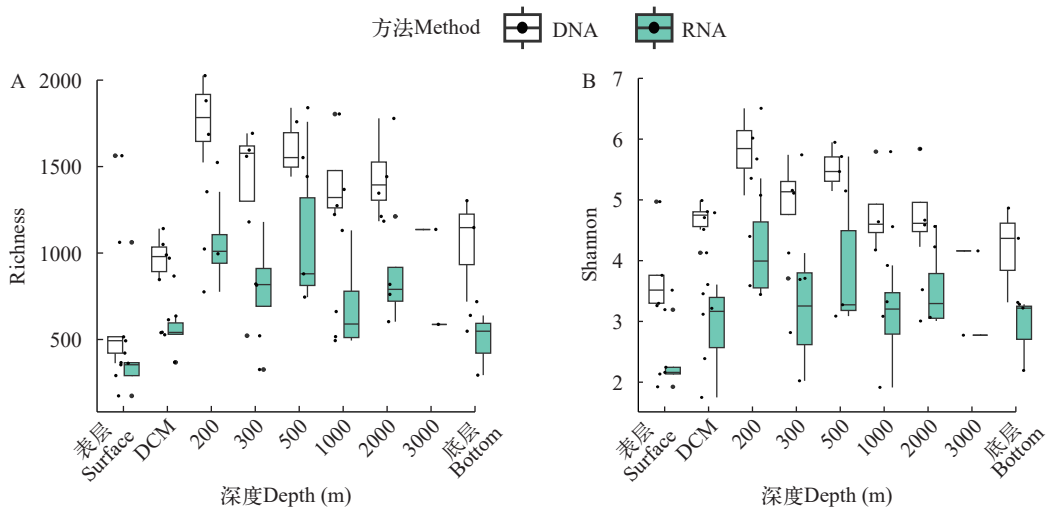 方法Method DNA RNA
A
2000
1500
1000
500
Richness
表层
Surface
DCM
200
300
500
1000
2000
3000
底层
Bottom
深度Depth (m)
B
7
6
5
4
3
2
Shannon
表层
Surface
DCM
200
300
500
1000
2000
3000
底层
Bottom
深度Depth (m)